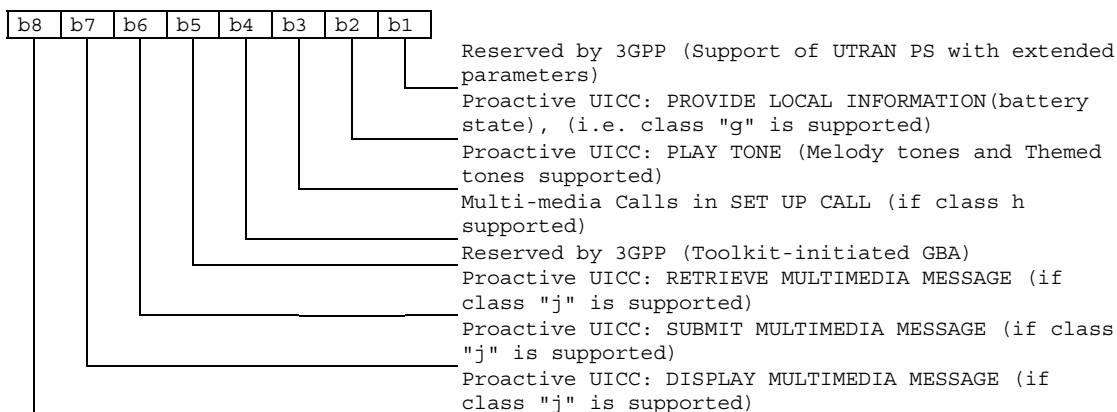 b8 b7 b6 b5 b4 b3 b2 b1
Reserved by 3GPP (Support of UTRAN PS with extended
parameters)
Proactive UICC: PROVIDE LOCAL INFORMATION(battery
state), (i.e. class "g" is supported)
Proactive UICC: PLAY TONE (Melody tones and Themed
tones supported)
Multi-media Calls in SET UP CALL (if class h
supported)
Reserved by 3GPP (Toolkit-initiated GBA)
Proactive UICC: RETRIEVE MULTIMEDIA MESSAGE (if
class "j" is supported)
Proactive UICC: SUBMIT MULTIMEDIA MESSAGE (if class
"j" is supported)
Proactive UICC: DISPLAY MULTIMEDIA MESSAGE (if
class "j" is supported)